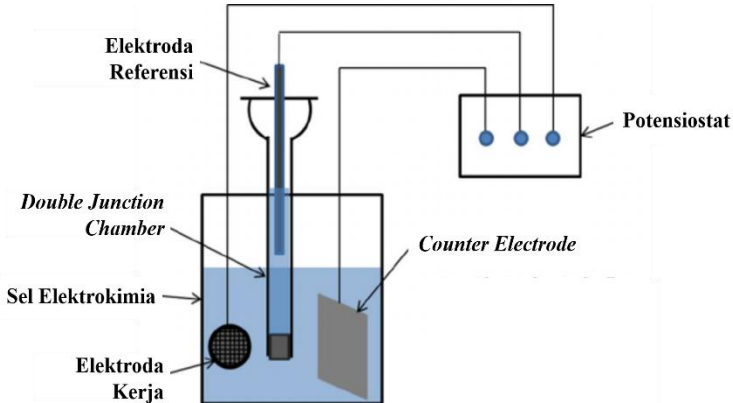 Elektroda
Referensi
Potensiostat
Double Junction
Chamber
Counter Electrode
Sel Elektrokimia
Elektroda
Kerja